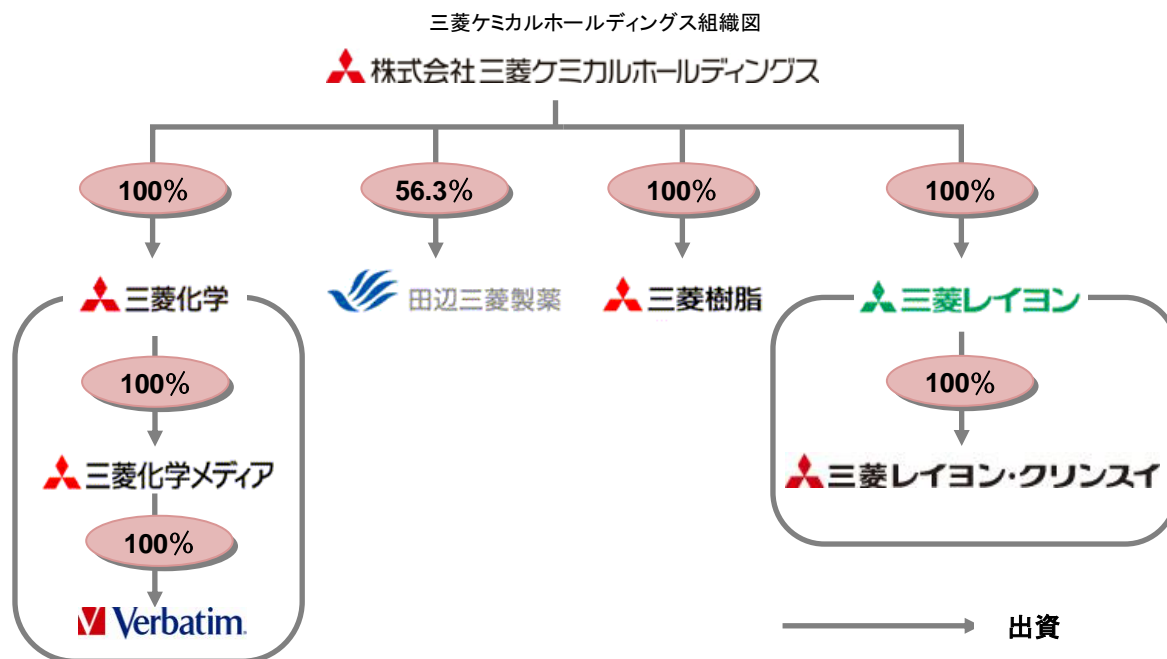 三菱ケミカルホールディングス組織図
株式会社三菱ケミカルホールディングス
100%
56.3%
100%
100%
三菱化学
田辺三菱製薬
三菱樹脂
三菱レイヨン
100%
100%
三菱化学メディア
三菱レイヨン・クリンスイ
100%
Verbatim.
出資